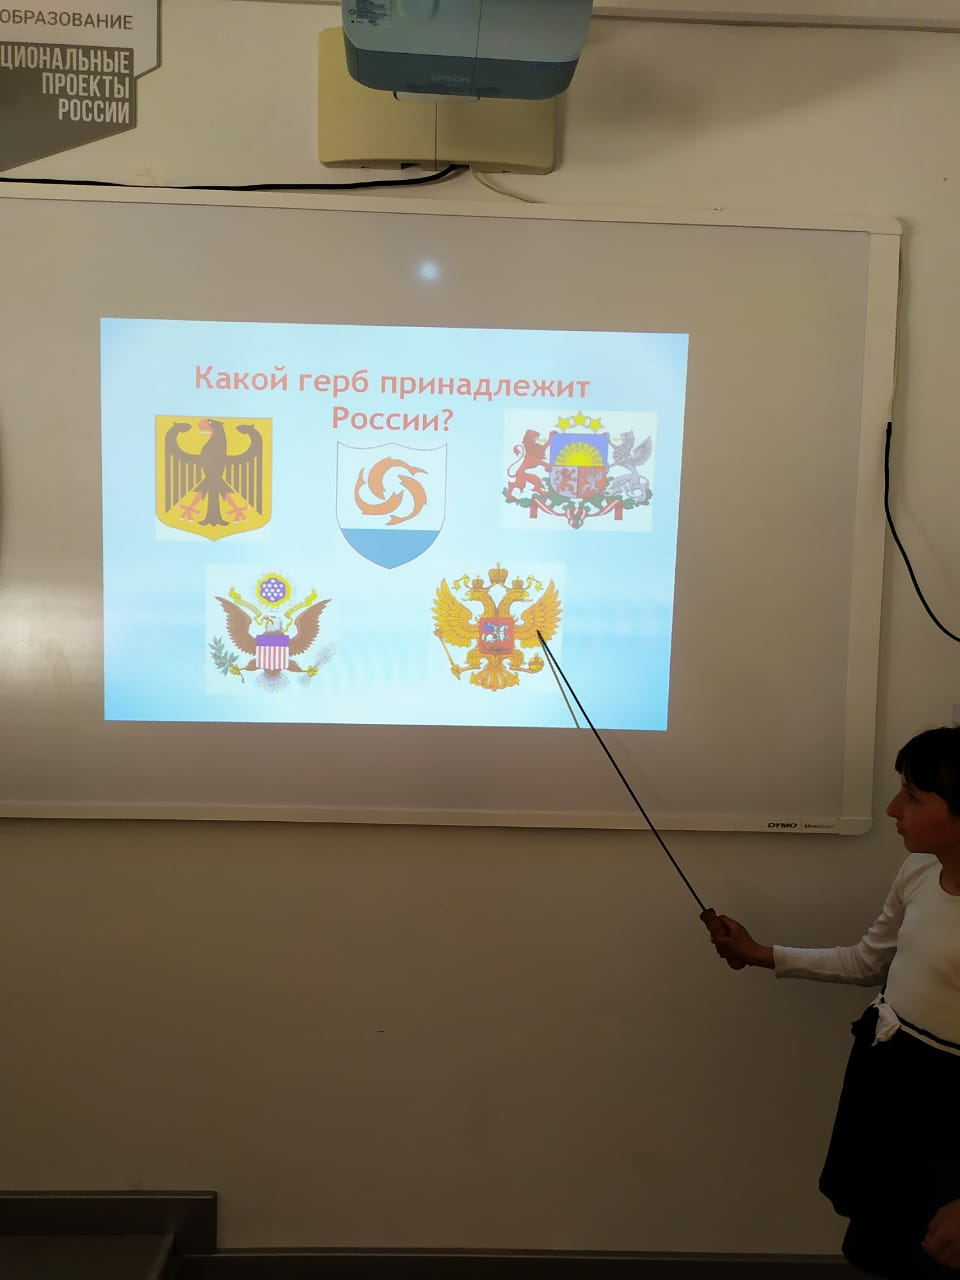 ОБРАЗОВАНИЕ
ЦИОНАЛЬНЫЕ
ПРОЕКТЫ
РОССИИ
EPSON
Какой герб принадлежит
России?
DYMO